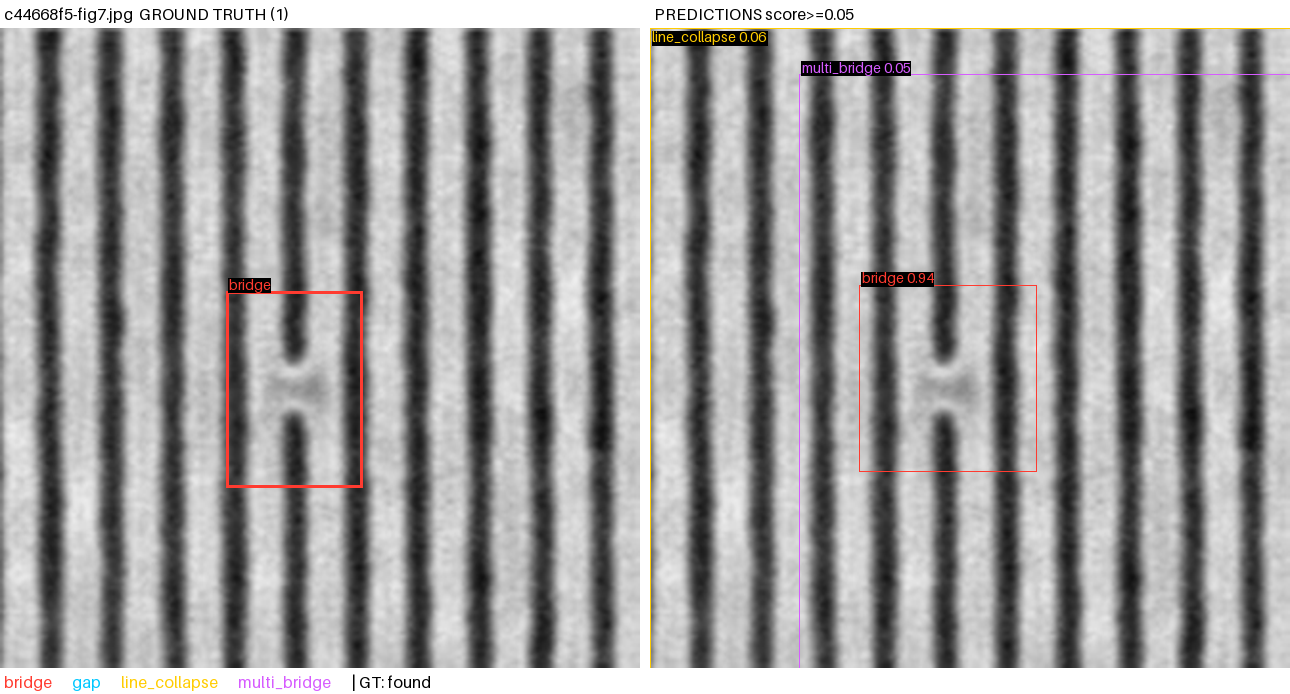 c44668f5-fig7.jpg GROUND TRUTH (1)
PREDICTIONS score>=0.05
line_collapse 0.06
multi_bridge 0.05
bridge
bridge 0.94
bridge gap line_collapse multi_bridge | GT: found